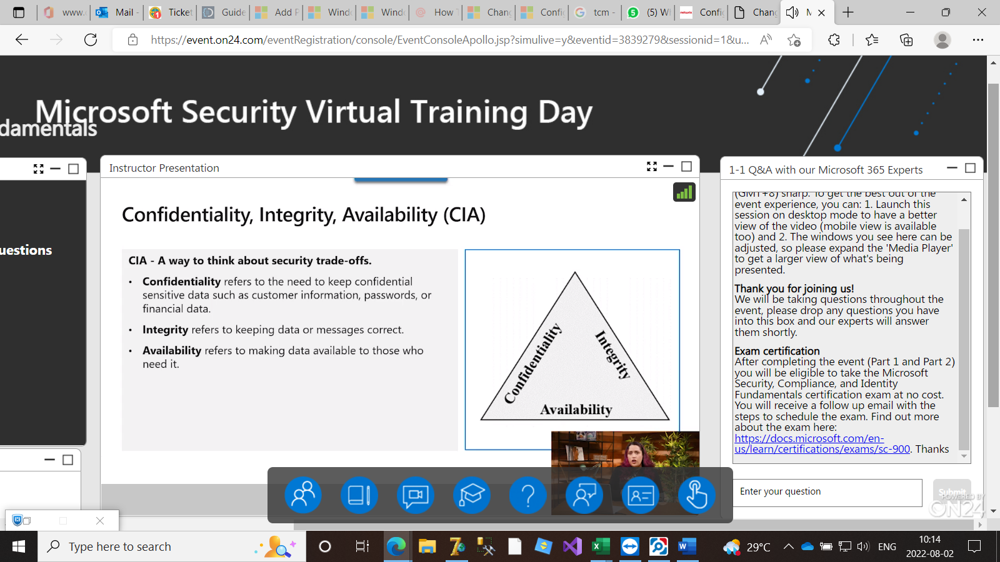 www.
Mail -
Ticket
Guide
Add P
Windo
Windo
How T
Chang
Config
tcm -
(5) W
Config
Chang
M
https://event.on24.com/eventRegistration/console/EventConsoleApollo.jsp?simulive=y&eventid=3839279&sessionid=1&u...
Microsoft Security Virtual Training Day
damentals
Instructor Presentation
1-1 Q&A with our Microsoft 365 Experts
uestions
Confidentiality, Integrity, Availability (CIA)
CIA - A way to think about security trade-offs.
• Confidentiality refers to the need to keep confidential
sensitive data such as customer information, passwords, or
financial data.
• Integrity refers to keeping data or messages correct.
• Availability refers to making data available to those who
need it.
Confidentiality
Integrity
Availability
(GMT+8) sharp. To get the best out of the
event experience, you can: 1. Launch this
session on desktop mode to have a better
view of the video (mobile view is available
too) and 2. The windows you see here can be
adjusted, so please expand the 'Media Player'
to get a larger view of what's being
presented.
Thank you for joining us!
We will be taking questions throughout the
event, please drop any questions you have
into this box and our experts will answer
them shortly.
Exam certification
After completing the event (Part 1 and Part 2)
you will be eligible to take the Microsoft
Security, Compliance, and Identity
Fundamentals certification exam at no cost.
You will receive a follow up email with the
steps to schedule the exam. Find out more
about the exam here:
https://docs.microsoft.com/en-
us/learn/certifications/exams/sc-900. Thanks
Enter your question
Submit
POWERED BY
ON24
Type here to search
29°C
ENG
10:14
2022-08-02